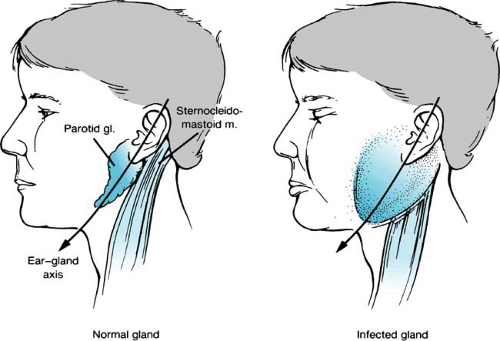 Sternocleido-
mastoid m.
Parotid gl.
Ear–gland
axis
Normal gland
Infected gland